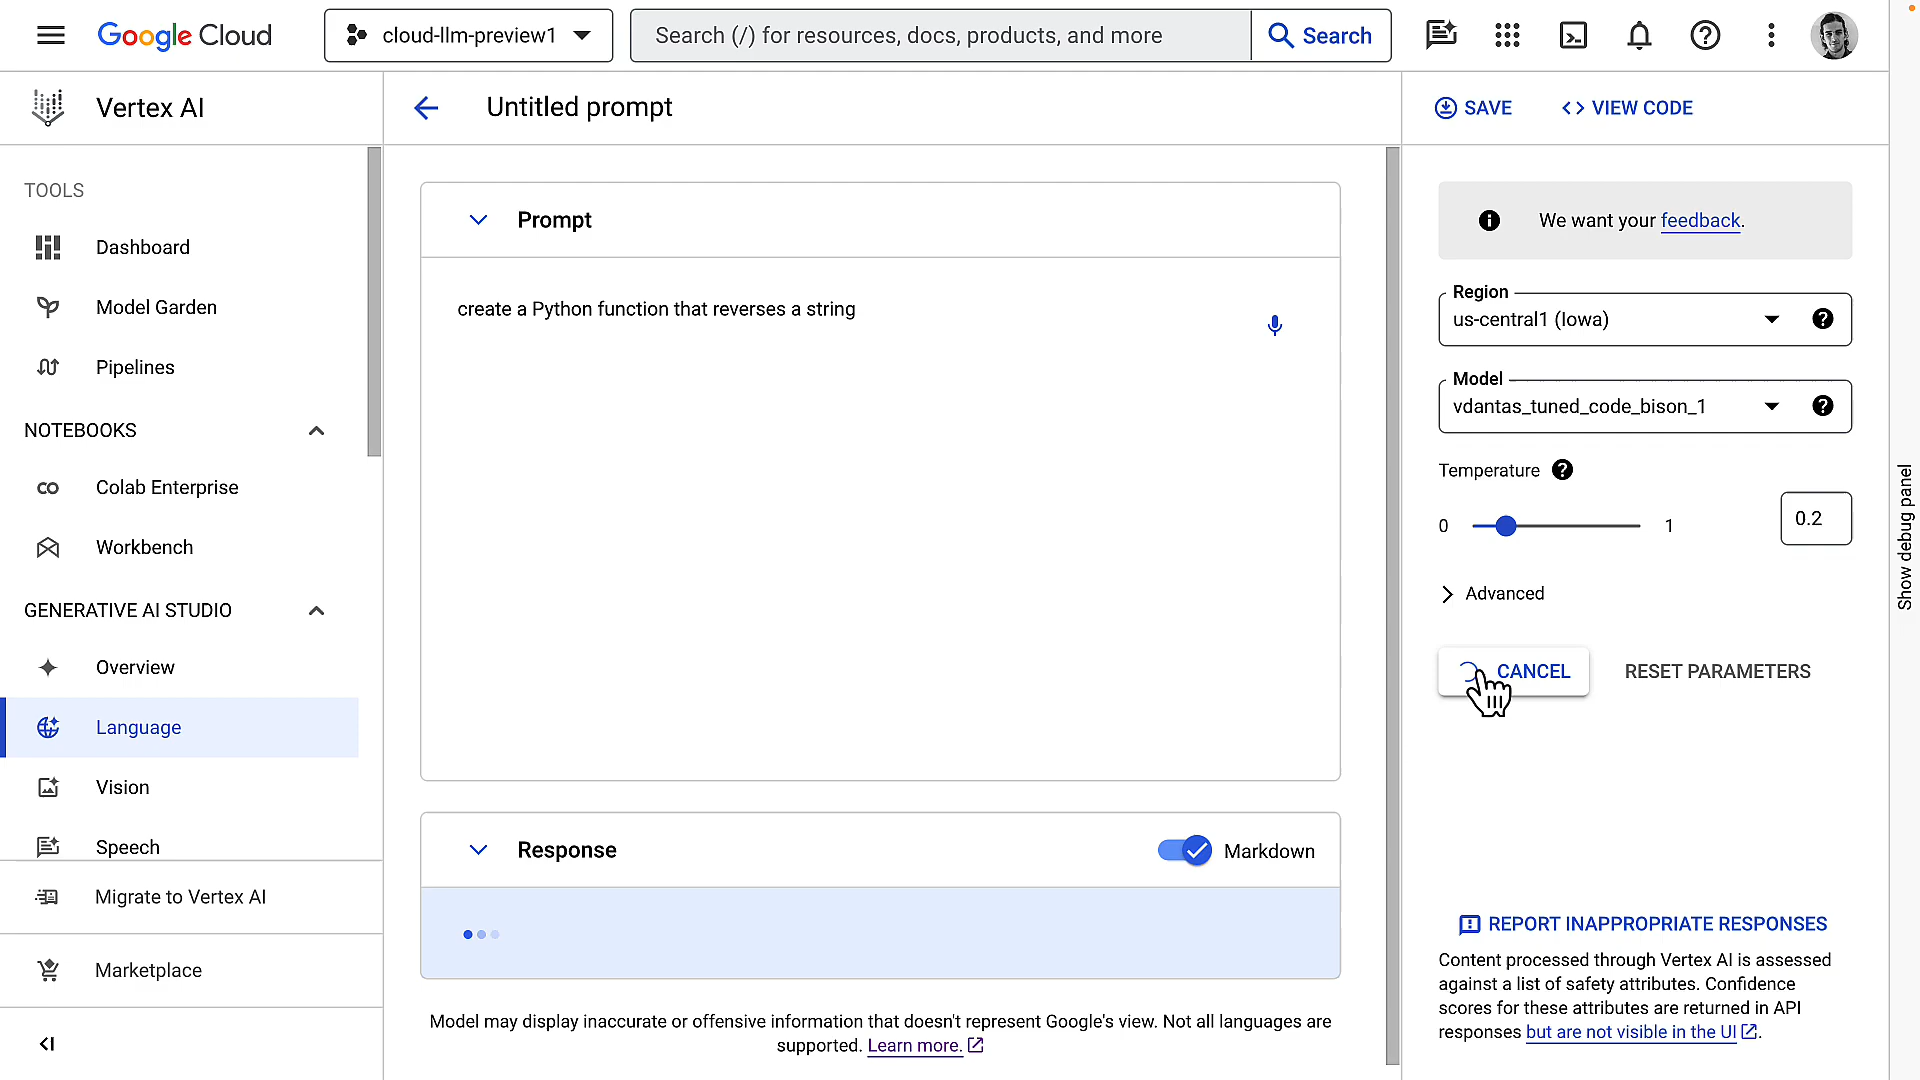 Google Cloud
cloud-llm-preview1
Search (/) for resources, docs, products, and more
Search
Vertex AI
Untitled prompt
SAVE
VIEW CODE
TOOLS
Dashboard
Model Garden
Pipelines
NOTEBOOKS
Colab Enterprise
Workbench
GENERATIVE AI STUDIO
Overview
Language
Vision
Speech
Migrate to Vertex AI
Marketplace
Prompt
create a Python function that reverses a string
Response
Markdown
Model may display inaccurate or offensive information that doesn't represent Google's view. Not all languages are
supported. Learn more.
We want your feedback.
Region
us-central1 (Iowa)
Model
vdantas_tuned_code_bison_1
Temperature
0
1
0.2
Advanced
CANCEL
RESET PARAMETERS
REPORT INAPPROPRIATE RESPONSES
Content processed through Vertex AI is assessed
against a list of safety attributes. Confidence
scores for these attributes are returned in API
responses but are not visible in the UI.
Show debug panel